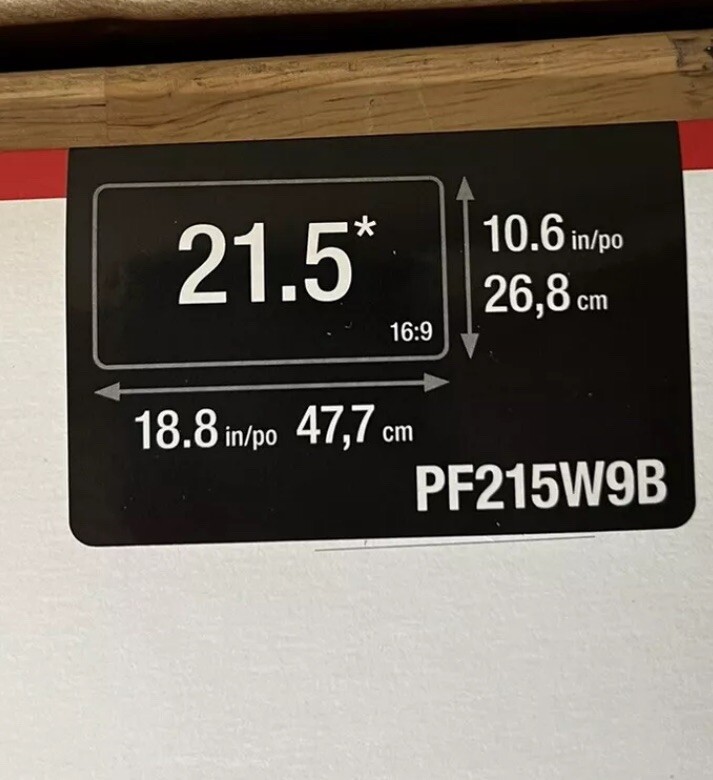 21.5*
16:9
10.6 in/po
26,8 cm
18.8 in/po 47,7 cm
PF215W9B